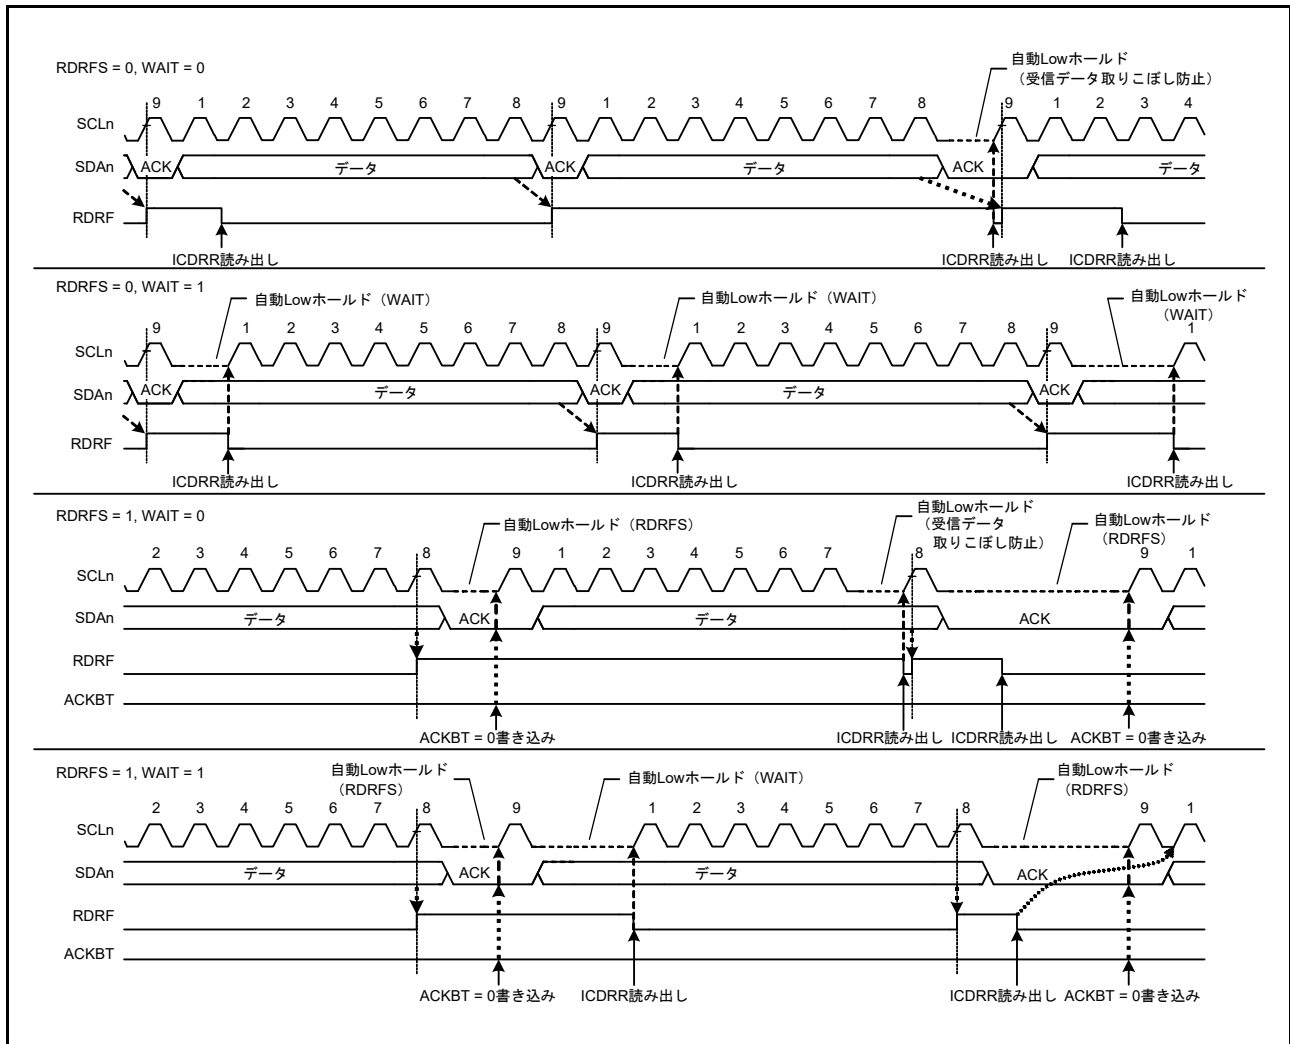 RDRFS = 0, WAIT = 0
自動Lowホールド
（受信データ取りこぼし防止）
9 1 2 3 4 5 6 7 8 9 1 2 3 4 5 6 7 8 9 1 2 3 4
SCLn
SDAn ACK データ ACK データ ACK データ
RDRF
ICDRR読み出し ICDRR読み出し ICDRR読み出し
RDRFS = 0, WAIT = 1
自動Lowホールド（WAIT） 自動Lowホールド（WAIT） 自動Lowホールド
（WAIT）
9 1 2 3 4 5 6 7 8 9 1 2 3 4 5 6 7 8 9 1
SCLn
SDAn ACK データ ACK データ ACK
RDRF
ICDRR読み出し ICDRR読み出し ICDRR読み出し
RDRFS = 1, WAIT = 0
自動Lowホールド（RDRFS）
自動Lowホールド
（受信データ
取りこぼし防止）
自動Lowホールド
（RDRFS）
2 3 4 5 6 7 8 9 1 2 3 4 5 6 7 8 9 1
SCLn
SDAn データ ACK データ ACK
RDRF
ACKBT
ACKBT = 0書き込み ICDRR読み出し ICDRR読み出し ACKBT = 0書き込み
RDRFS = 1, WAIT = 1
自動Lowホールド
（RDRFS）
自動Lowホールド（WAIT）
自動Lowホールド
（RDRFS）
2 3 4 5 6 7 8 9 1 2 3 4 5 6 7 8 9 1
SCLn
SDAn データ ACK データ ACK
RDRF
ACKBT
ACKBT = 0書き込み ICDRR読み出し ICDRR読み出し ACKBT = 0書き込み